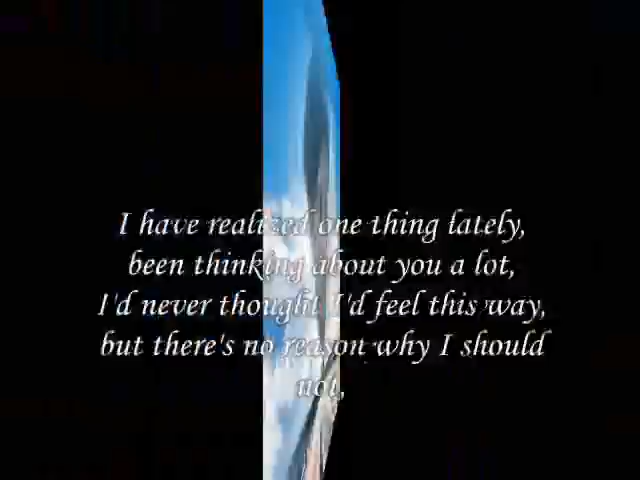 I have realized one thing lately,
been thinking about you a lot,
I'd never thought I'd feel this way,
but there's no reason why I should
not,